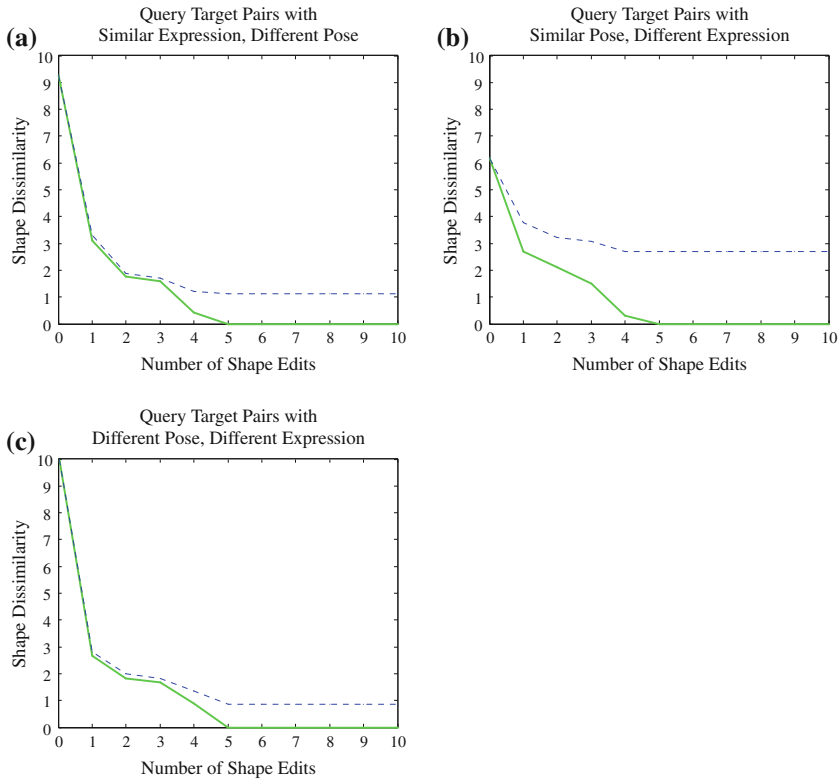 (a)
Query Target Pairs with
Similar Expression, Different Pose
10
9
8
7
6
5
4
3
2
1
0
Shape Dissimilarity
0 1 2 3 4 5 6 7 8 9 10
Number of Shape Edits
(b)
Query Target Pairs with
Similar Pose, Different Expression
10
9
8
7
6
5
4
3
2
1
0
Shape Dissimilarity
0 1 2 3 4 5 6 7 8 9 10
Number of Shape Edits
(c)
Query Target Pairs with
Different Pose, Different Expression
10
9
8
7
6
5
4
3
2
1
0
Shape Dissimilarity
0 1 2 3 4 5 6 7 8 9 10
Number of Shape Edits